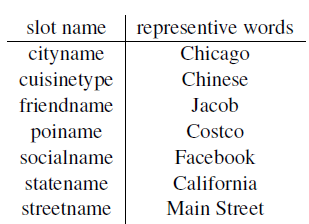 slot name representive words
cityname Chicago
cuisinetype Chinese
friendname Jacob
poiname Costco
socialname Facebook
statename California
streetname Main Street